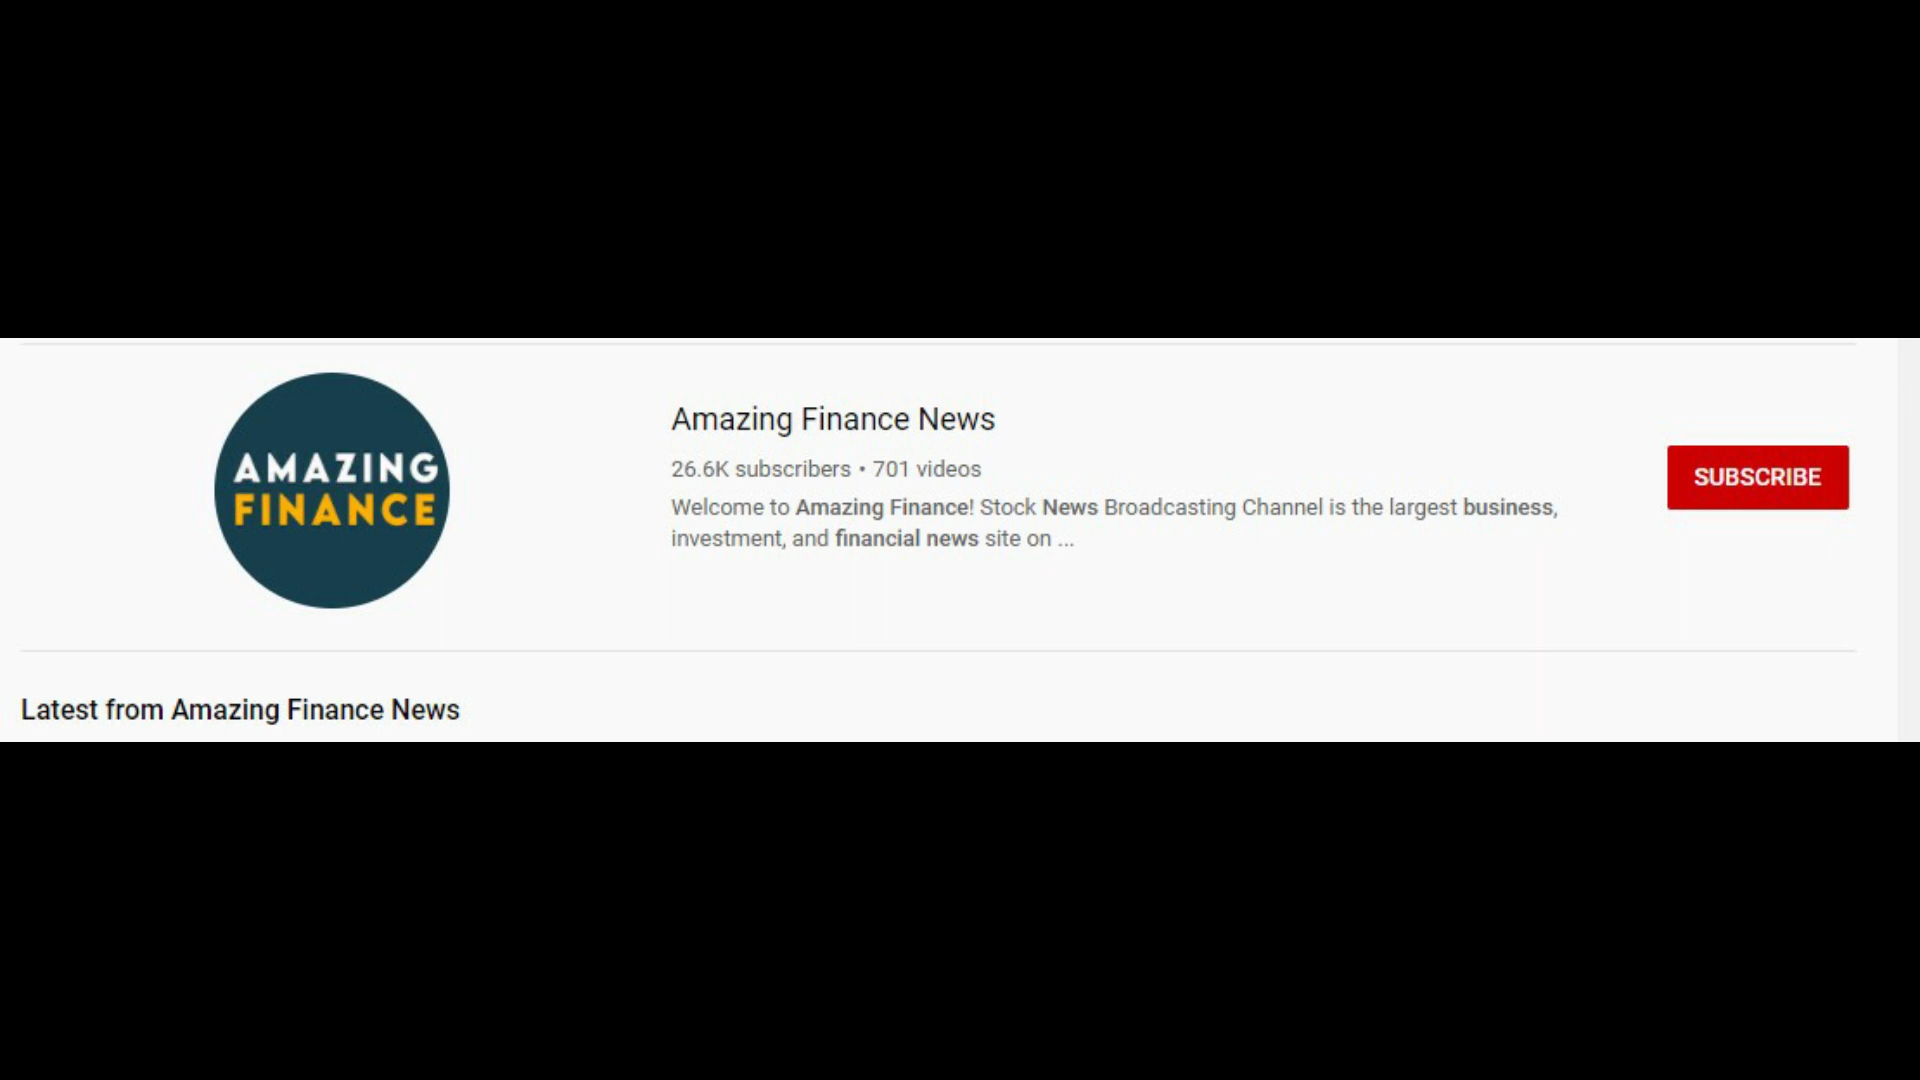 AMAZING
FINANCE
Amazing Finance News
26.6K subscribers • 701 videos
Welcome to Amazing Finance! Stock News Broadcasting Channel is the largest business,
investment, and financial news site on ...
SUBSCRIBE
Latest from Amazing Finance News